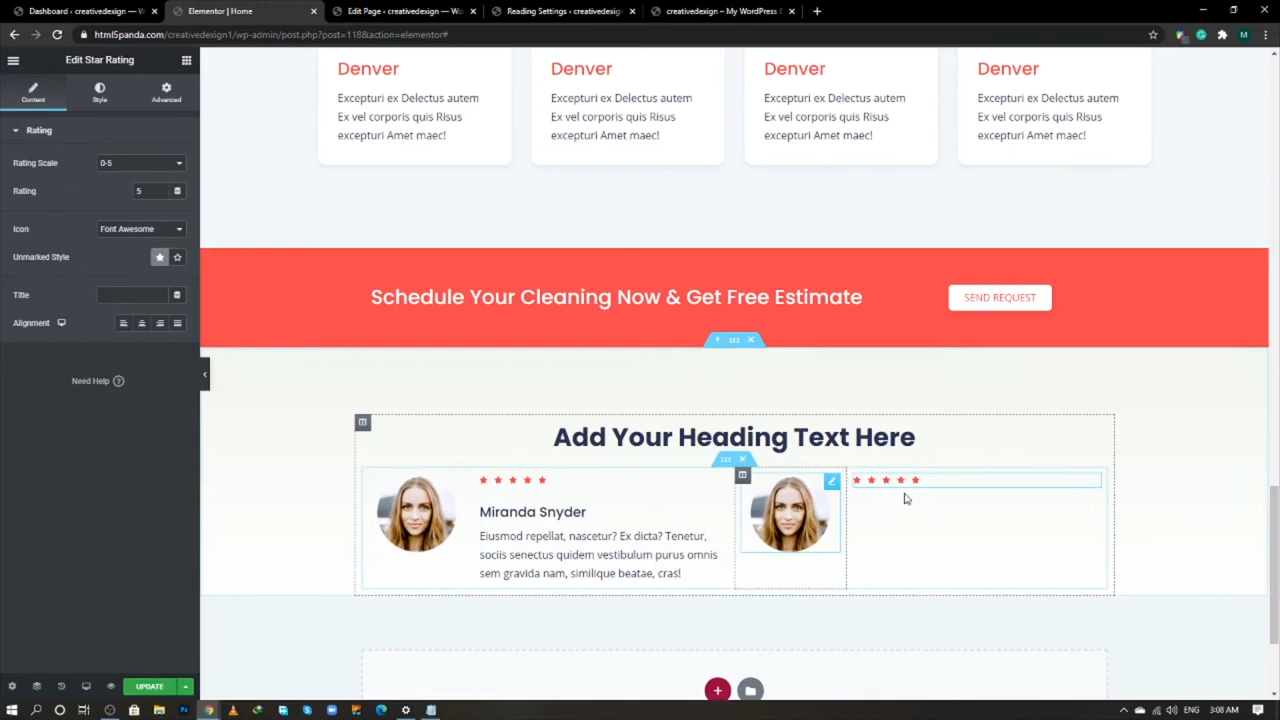 Dashboard ‹ creativedesign — W
Elementor | Home
Edit Page ‹ creativedesign — Wo
Reading Settings ‹ creativedesign
creativedesign – My WordPress B
html5panda.com/creativedesign1/wp-admin/post.php?post=118&action=elementor#
M
Edit Star Rating
Content
Style
Advanced
Rating
Rating Scale
0-5
Rating
5
Icon
Font Awesome
Unmarked Style
Title
Alignment
Need Help
UPDATE
Denver
Excepturi ex Delectus autem
Ex vel corporis quis Risus
excepturi Amet maec!
Denver
Excepturi ex Delectus autem
Ex vel corporis quis Risus
excepturi Amet maec!
Denver
Excepturi ex Delectus autem
Ex vel corporis quis Risus
excepturi Amet maec!
Denver
Excepturi ex Delectus autem
Ex vel corporis quis Risus
excepturi Amet maec!
Schedule Your Cleaning Now & Get Free Estimate
SEND REQUEST
Add Your Heading Text Here
Miranda Snyder
Eiusmod repellat, nascetur? Ex dicta? Tenetur,
sociis senectus quidem vestibulum purus omnis
sem gravida nam, similique beatae, cras!
3:08 AM